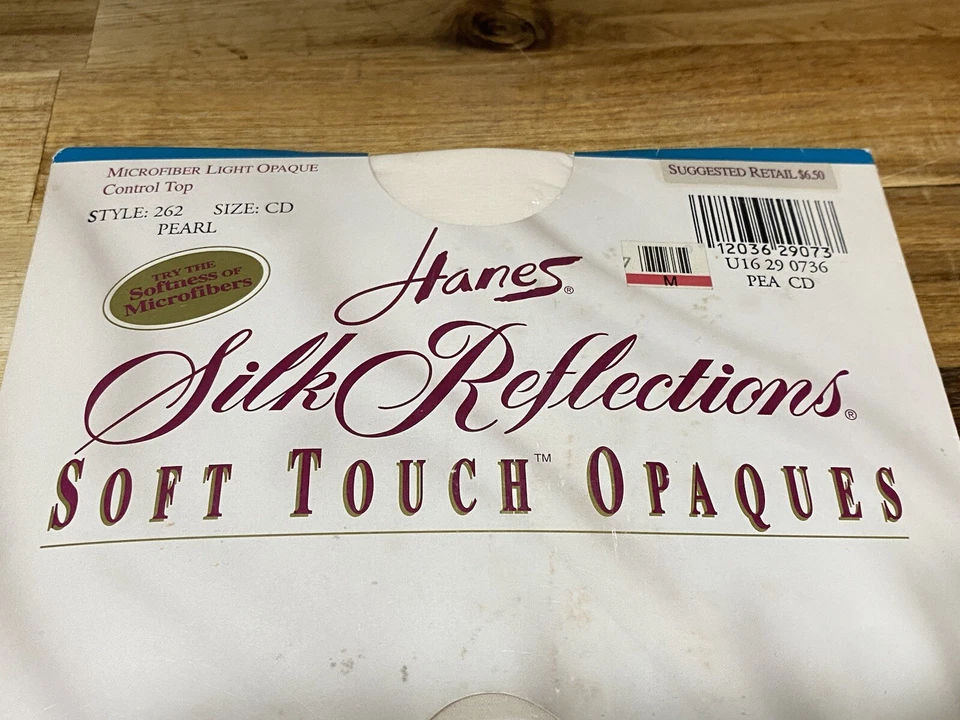 MICROFIBER LIGHT OPAQUE
Control Top
STYLE: 262 SIZE: CD
PEARL
SUGGESTED RETAIL $6.50
12036 29073
U16 29 0736
PEA CD
7
M
TRY THE
Softness OF
Microfibers
Hanes®
Silk Reflections®
SOFT TOUCH™ OPAQUES